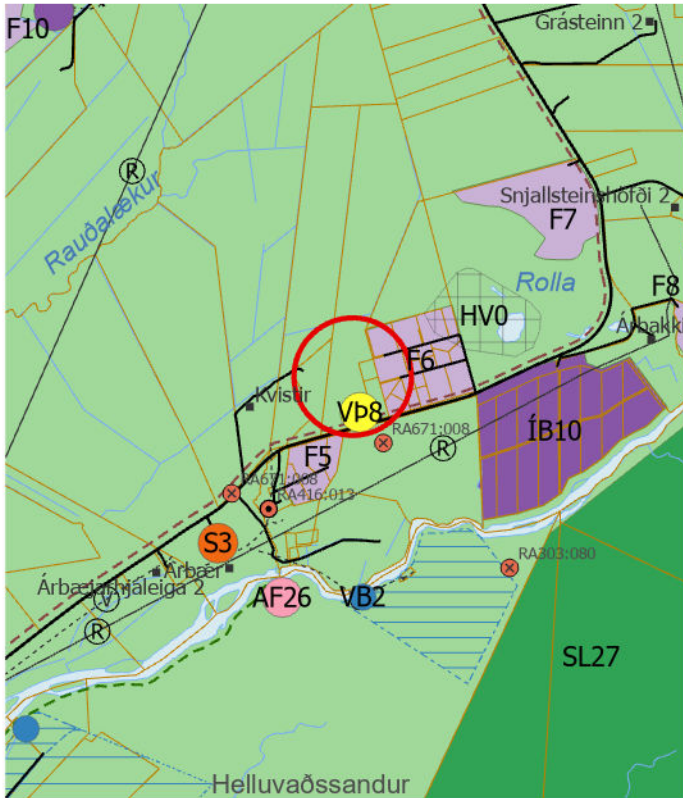 F10
Grásteinn 2
R
Rauðalækur
Snjallsteinshöfði 2
F7
Rolla
F8
HV0
Árbakki
F6
Kvistir
VÞ8
RA671:008
ÍB10
R
F5
RA671:008
RA416:013
S3
RA303:080
Árbær
Árbæjarhjáleiga 2
V
AF26
VB2
R
SL27
Helluvaðssandur